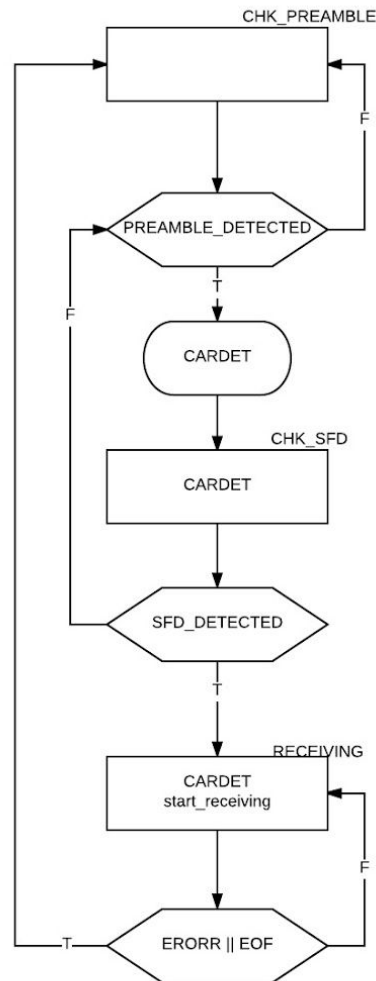 CHK_PREAMBLE
F
PREAMBLE_DETECTED
T
F
CARDET
CHK_SFD
CARDET
SFD_DETECTED
T
RECEIVING
CARDET
start_receiving
F
T
ERORR || EOF